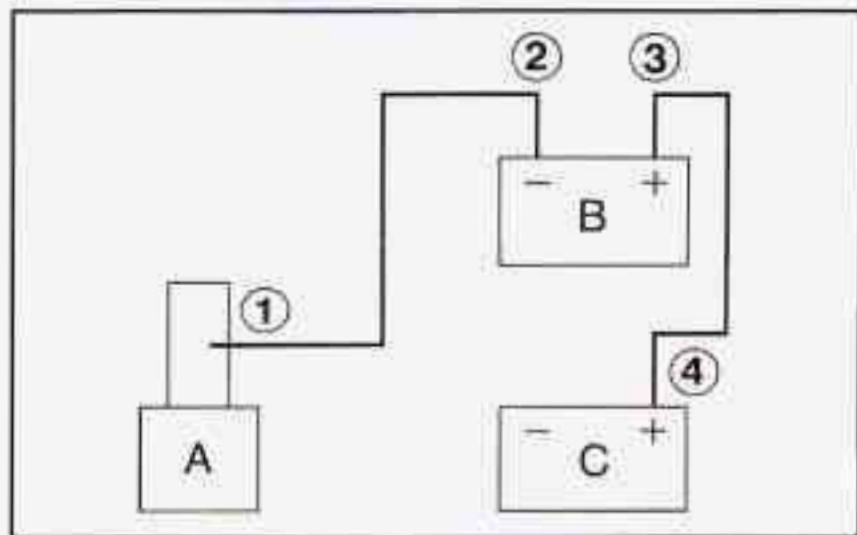 ② ③
− +
B
①
④
− +
A C